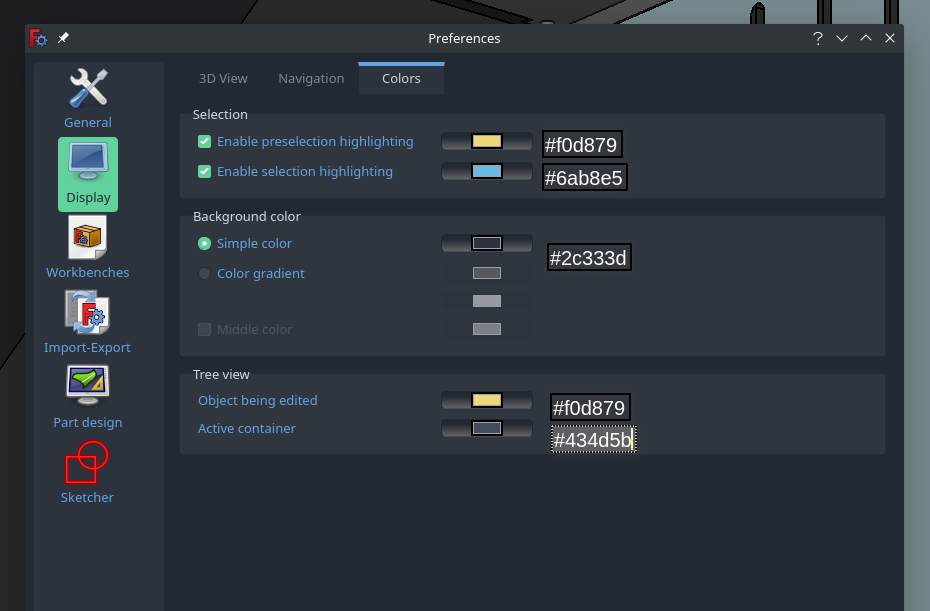 Preferences
General
Display
Workbenches
Import-Export
Part design
Sketcher
3D View Navigation Colors
Selection
Enable preselection highlighting #f0d879
Enable selection highlighting #6ab8e5
Background color
Simple color #2c333d
Color gradient
Middle color
Tree view
Object being edited #f0d879
Active container #434d5b